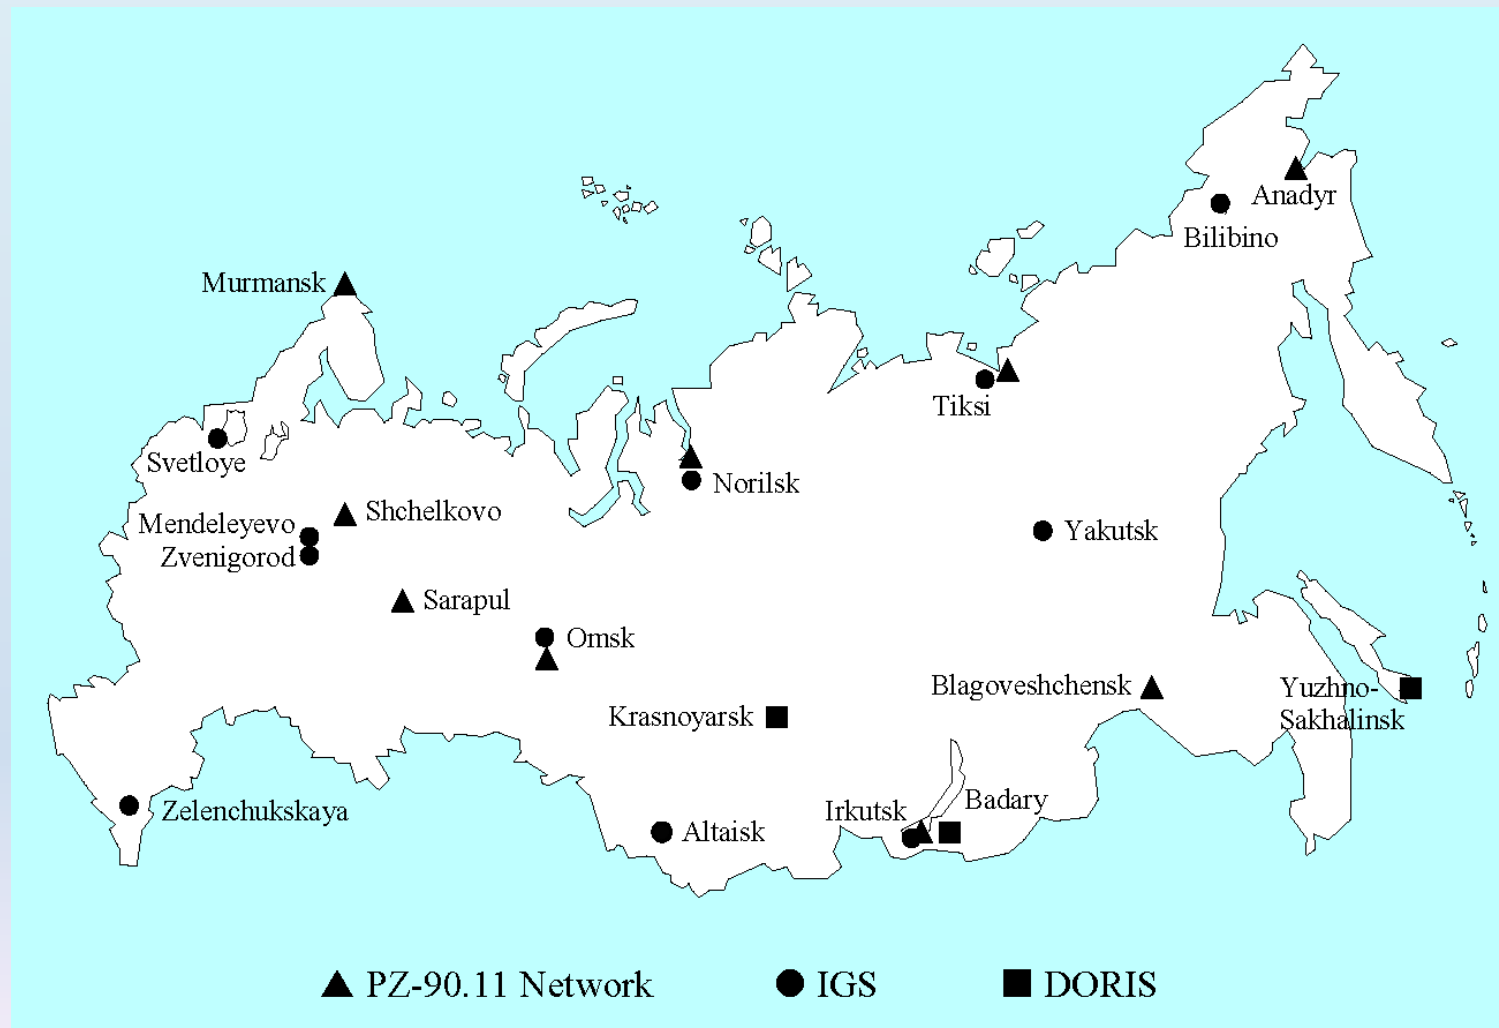 Anadyr
Bilibino
Murmansk
Tiksi
Svetloye
Norilsk
Shchelkovo
Mendeleyevo
Zvenigorod
Yakutsk
Sarapul
Omsk
Blagoveshchensk
Yuzhno-
Sakhalinsk
Krasnoyarsk
Zelenchukskaya
Irkutsk
Badary
Altaisk
PZ-90.11 Network
IGS
DORIS